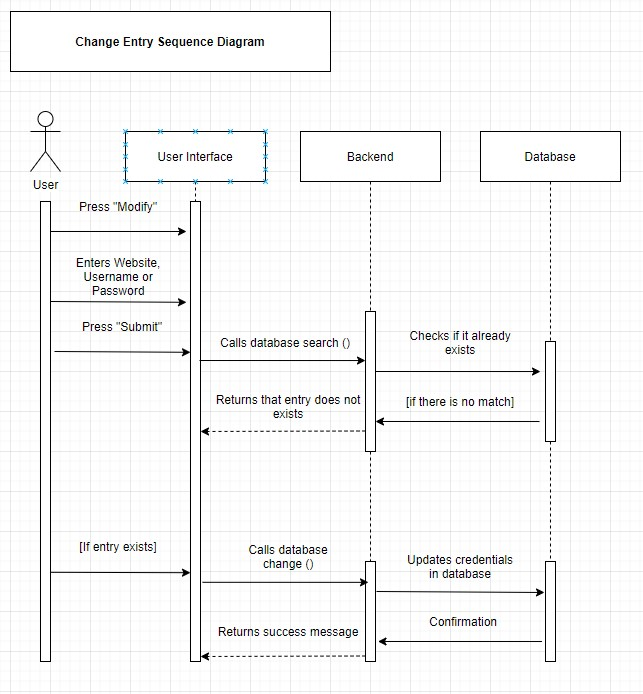 Change Entry Sequence Diagram
User
User Interface
Backend
Database
Press "Modify"
Enters Website,
Username or
Password
Press "Submit"
Calls database search ()
Checks if it already
exists
Returns that entry does not
exists
[if there is no match]
[If entry exists]
Calls database
change ()
Updates credentials
in database
Returns success message
Confirmation